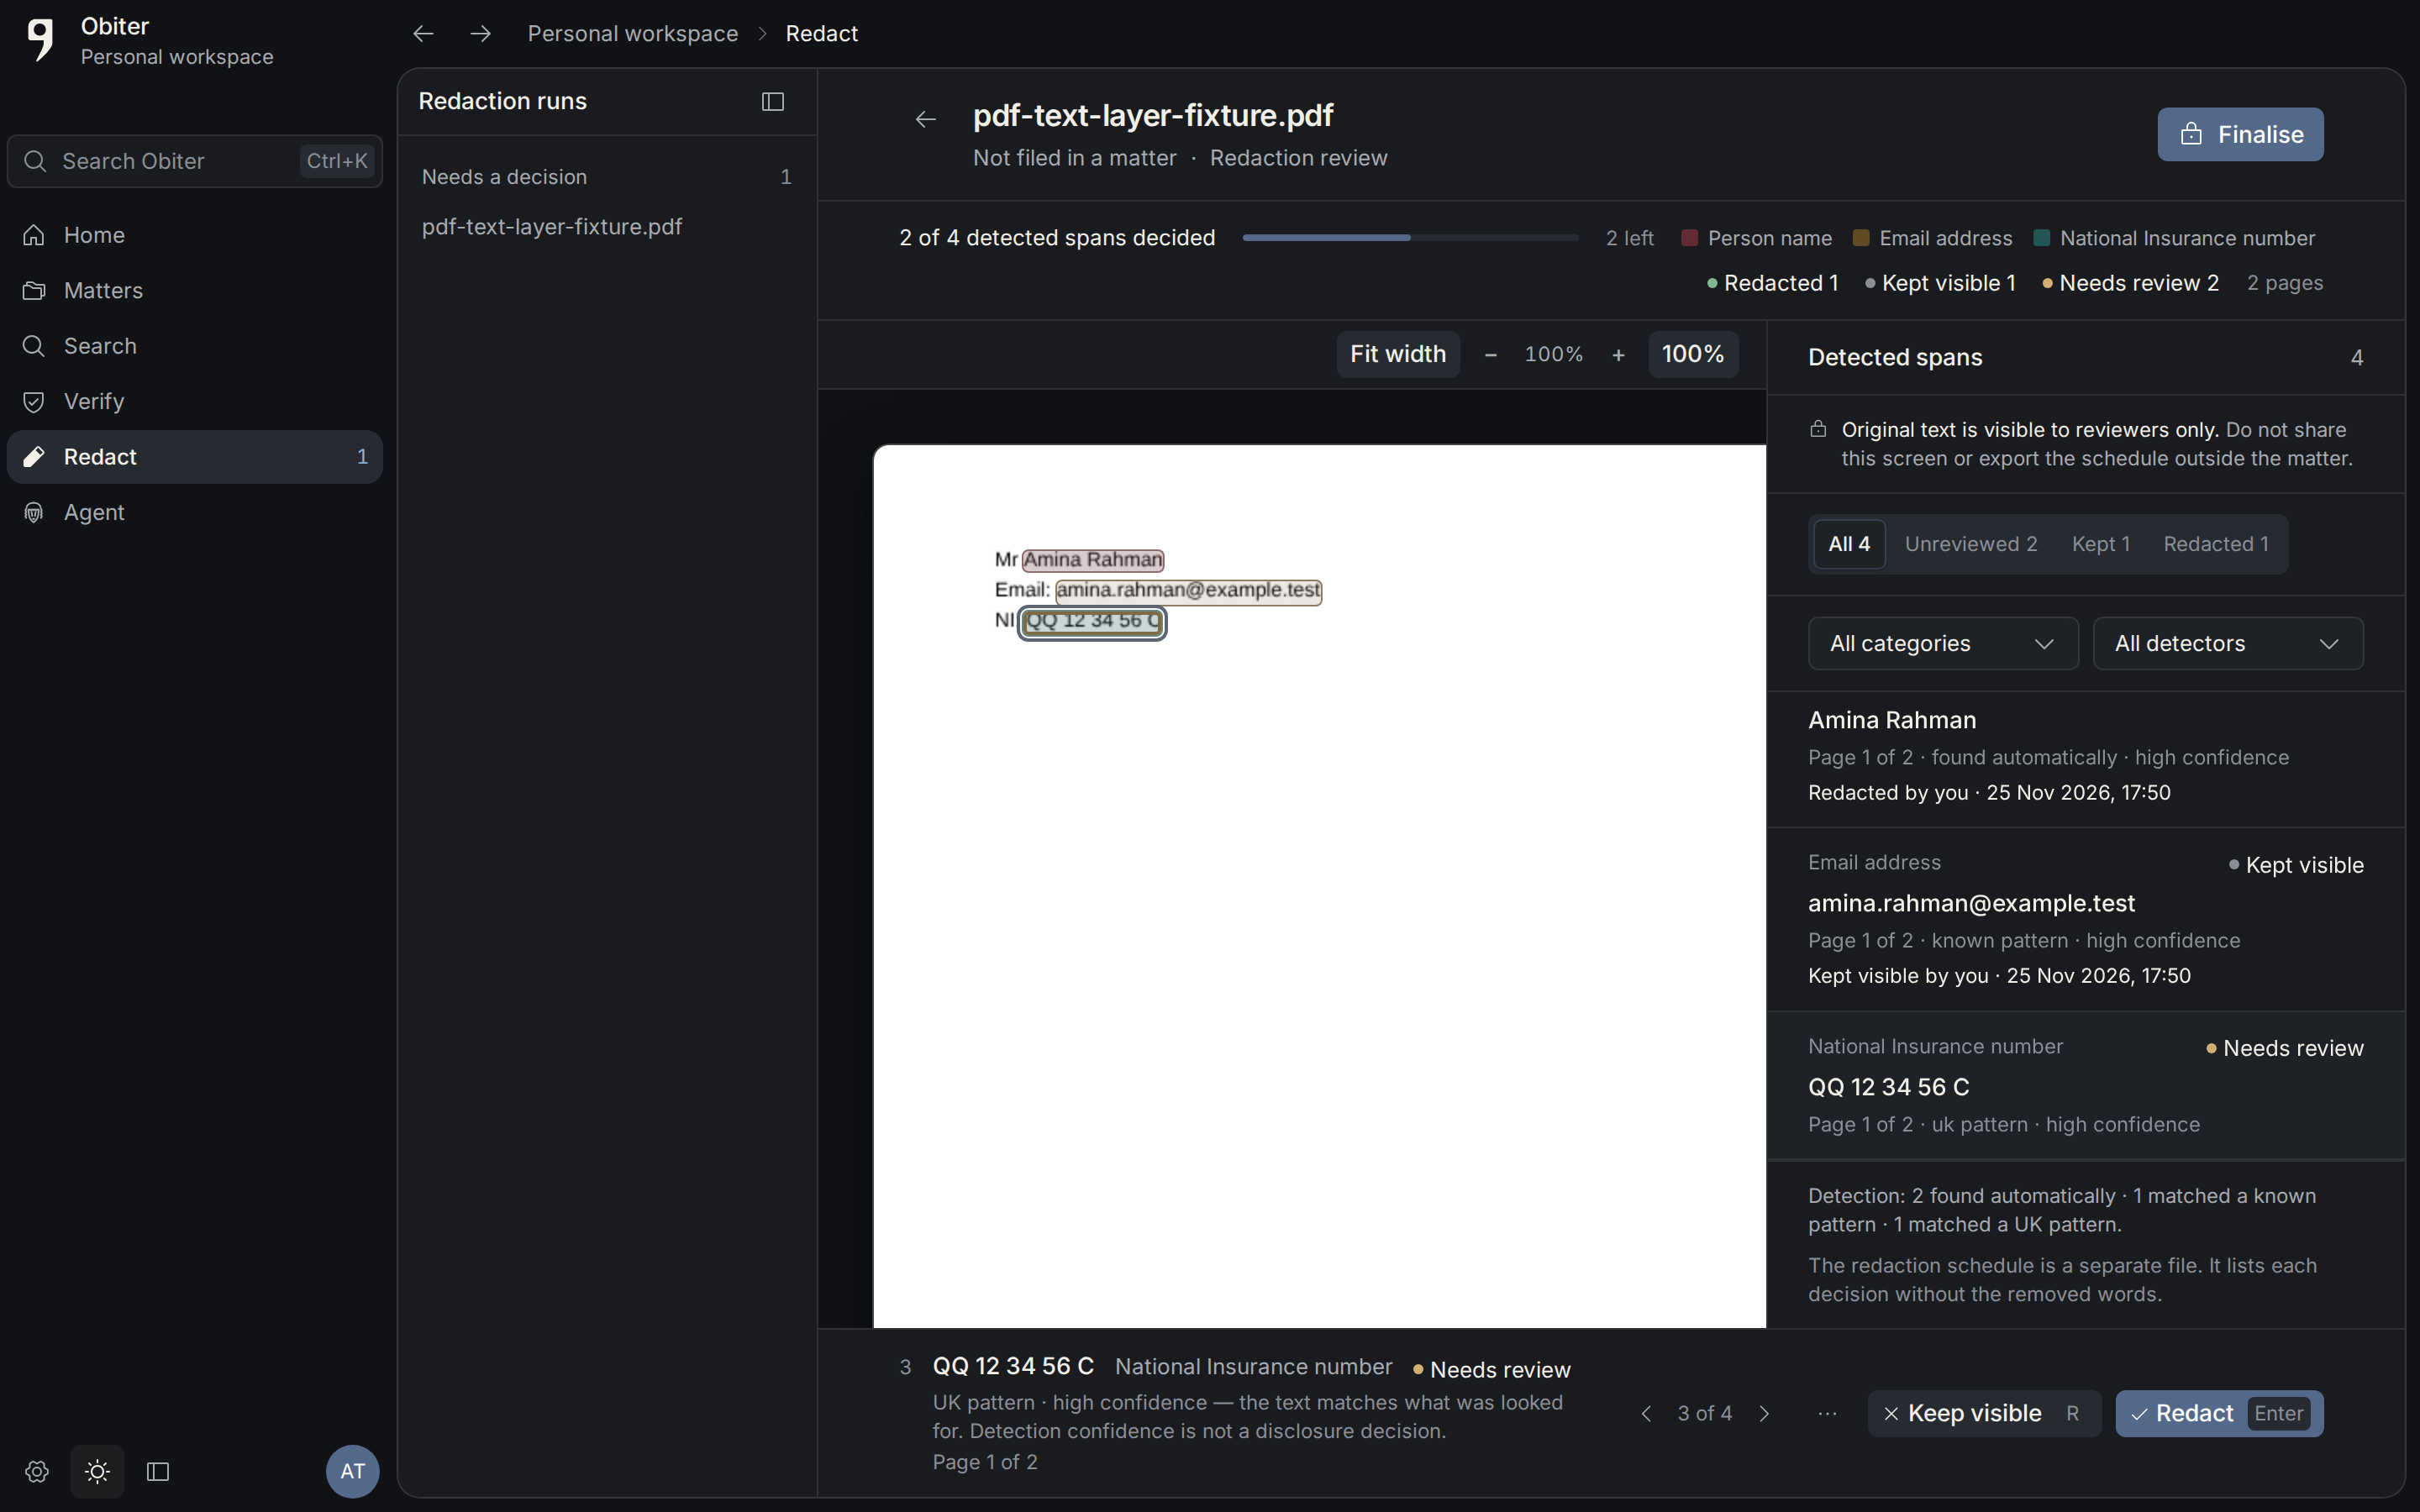 Obiter
Personal workspace
Search Obiter
Ctrl+K
Home
Matters
Search
Verify
Redact
1
Agent
AT
Personal workspace
Redact
Redaction runs
Needs a decision
1
pdf-text-layer-fixture.pdf
pdf-text-layer-fixture.pdf
Not filed in a matter · Redaction review
Finalise
2 of 4 detected spans decided
2 left
Person name
Email address
National Insurance number
Redacted 1
Kept visible 1
Needs review 2
2 pages
Fit width
−
100%
+
100%
Mr Amina Rahman
Email: amina.rahman@example.test
NI QQ 12 34 56 C
Detected spans
4
Original text is visible to reviewers only. Do not share
this screen or export the schedule outside the matter.
All 4
Unreviewed 2
Kept 1
Redacted 1
All categories
All detectors
Amina Rahman
Page 1 of 2 · found automatically · high confidence
Redacted by you · 25 Nov 2026, 17:50
Email address
Kept visible
amina.rahman@example.test
Page 1 of 2 · known pattern · high confidence
Kept visible by you · 25 Nov 2026, 17:50
National Insurance number
Needs review
QQ 12 34 56 C
Page 1 of 2 · uk pattern · high confidence
Detection: 2 found automatically · 1 matched a known
pattern · 1 matched a UK pattern.
The redaction schedule is a separate file. It lists each
decision without the removed words.
3
QQ 12 34 56 C
National Insurance number
Needs review
UK pattern · high confidence — the text matches what was looked
for. Detection confidence is not a disclosure decision.
Page 1 of 2
3 of 4
Keep visible
R
Redact
Enter